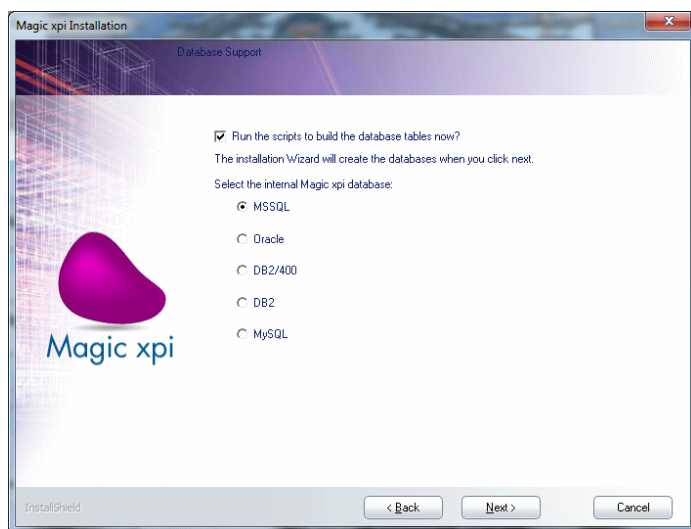 Magic xpi Installation
Database Support
Run the scripts to build the database tables now?
The installation Wizard will create the databases when you click next.
Select the internal Magic xpi database:
MSSQL
Oracle
DB2/400
DB2
MySQL
Magic xpi
InstallShield
< Back
Next >
Cancel